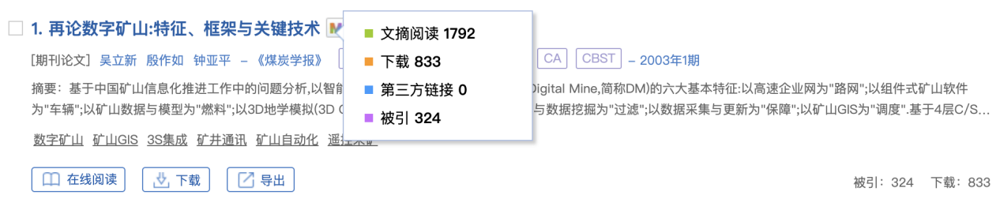 1. 再论数字矿山:特征、框架与关键技术 M
文摘阅读 1792
下载 833
第三方链接 0
被引 324
[期刊论文] 吴立新 殷作如 钟亚平 - 《煤炭学报》 CA CBST - 2003年1期
摘要：基于中国矿山信息化推进工作中的问题分析,以智能 Digital Mine,简称DM)的六大基本特征:以高速企业网为"路网";以组件式矿山软件
为"车辆";以矿山数据与模型为"燃料";以3D地学模拟(3D 与数据挖掘为"过滤";以数据采集与更新为"保障";以矿山GIS为"调度".基于4层C/S...
数字矿山 矿山GIS 3S集成 矿井通讯 矿山自动化 遥控采矿
在线阅读 下载 导出
被引：324 下载：833